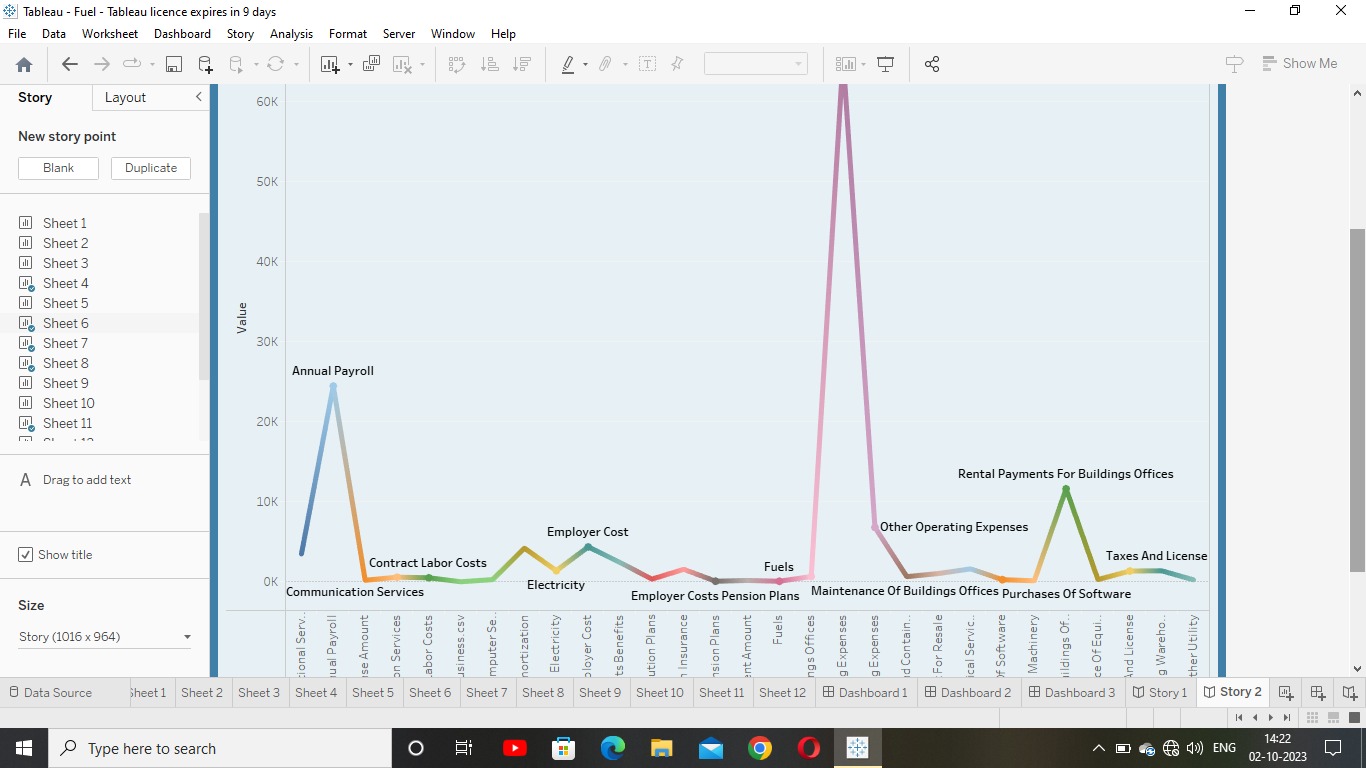 Tableau - Fuel - Tableau licence expires in 9 days
File Data Worksheet Dashboard Story Analysis Format Server Window Help
Show Me
Story Layout
New story point
Blank Duplicate
Sheet 1
Sheet 2
Sheet 3
Sheet 4
Sheet 5
Sheet 6
Sheet 7
Sheet 8
Sheet 9
Sheet 10
Sheet 11
A Drag to add text
Show title
Size
Story (1016 x 964)
60K
50K
40K
30K
20K
10K
0K
Value
Annual Payroll
Communication Services
Contract Labor Costs
Electricity
Employer Cost
Employer Costs Pension Plans
Fuels
Maintenance Of Buildings Offices
Other Operating Expenses
Purchases Of Software
Rental Payments For Buildings Offices
Taxes And License
tional Serv..
ual Payroll
se Amount
on Services
abor Costs
usiness.csv
mputer Se..
nortization
Electricity
loyer Cost
ts Benefits
ution Plans
n Insurance
nsion Plans
ent Amount
Fuels
ngs Offices
g Expenses
g Expenses
d Contain..
For Resale
ical Servic..
Of Software
Machinery
uildings Of..
ce Of Equi..
And License
g Wareho..
ther Utility
Data Source Sheet 1 Sheet 2 Sheet 3 Sheet 4 Sheet 5 Sheet 6 Sheet 7 Sheet 8 Sheet 9 Sheet 10 Sheet 11 Sheet 12 Dashboard 1 Dashboard 2 Dashboard 3 Story 1 Story 2
Type here to search
ENG
14:22
02-10-2023